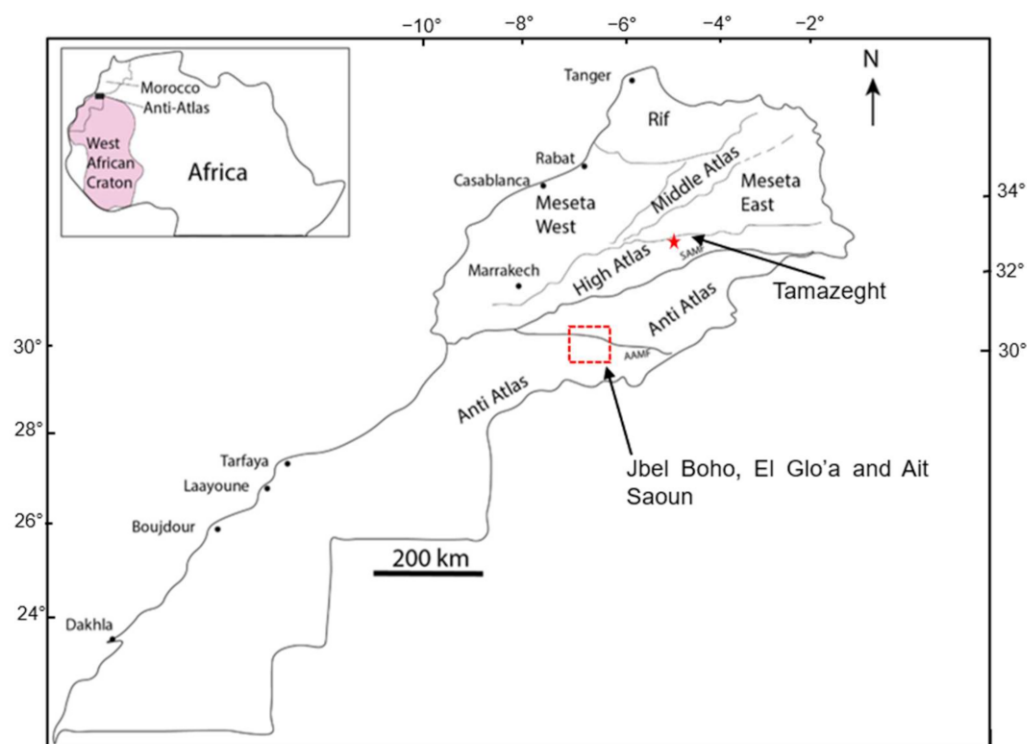 −10°
−8°
−6°
−4°
−2°
Morocco
Anti-Atlas
West
African
Craton
Africa
N
Tanger
Rif
Rabat
Casablanca
Meseta
West
Middle Atlas
Meseta
East
34°
32°
30°
Marrakech
High Atlas
SAMF
Tamazeght
Anti Atlas
AAMF
30°
28°
26°
24°
Anti Atlas
Jbel Boho, El Glo’a and Ait
Saoun
Tarfaya
Laayoune
Boujdour
200 km
Dakhla